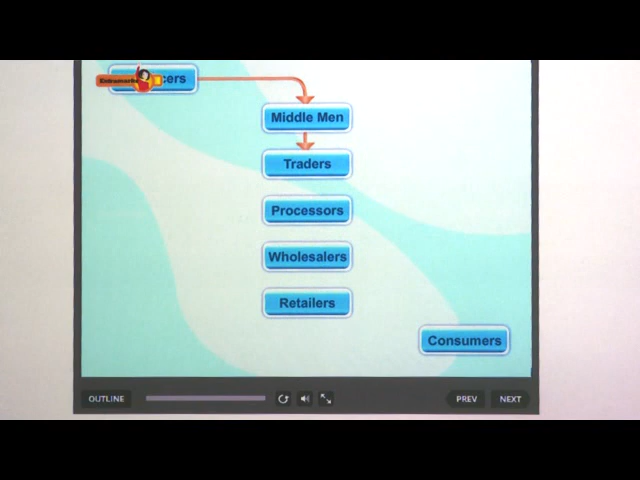 cers
Middle Men
Traders
Processors
Wholesalers
Retailers
Consumers
OUTLINE
PREV
NEXT